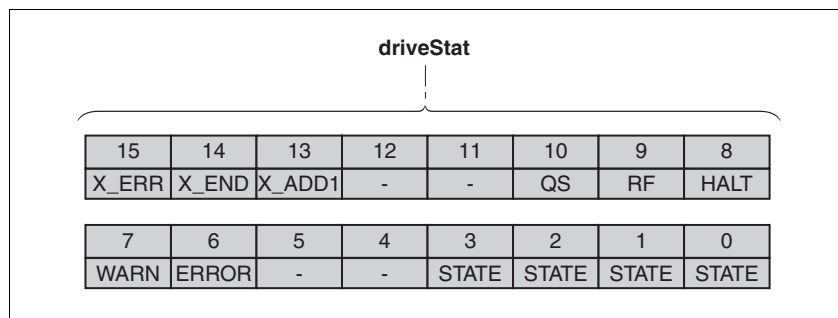 driveStat
15 14 13 12 11 10 9 8
X_ERR X_END X_ADD1 - - QS RF HALT
7 6 5 4 3 2 1 0
WARN ERROR - - STATE STATE STATE STATE